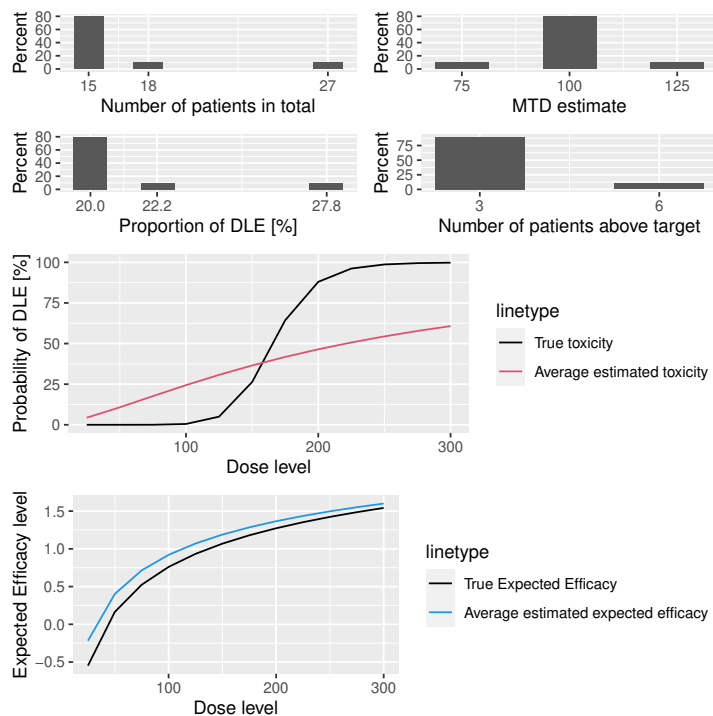 Percent
80
60
40
20
0
15
18
27
Number of patients in total
Percent
80
60
40
20
0
75
100
125
MTD estimate
Percent
80
60
40
20
0
20.0
22.2
27.8
Proportion of DLE [%]
Percent
75
50
25
0
3
6
Number of patients above target
Probability of DLE [%]
100
75
50
25
0
100
200
300
Dose level
linetype
True toxicity
Average estimated toxicity
Expected Efficacy level
1.5
1.0
0.5
0.0
−0.5
100
200
300
Dose level
linetype
True Expected Efficacy
Average estimated expected efficacy